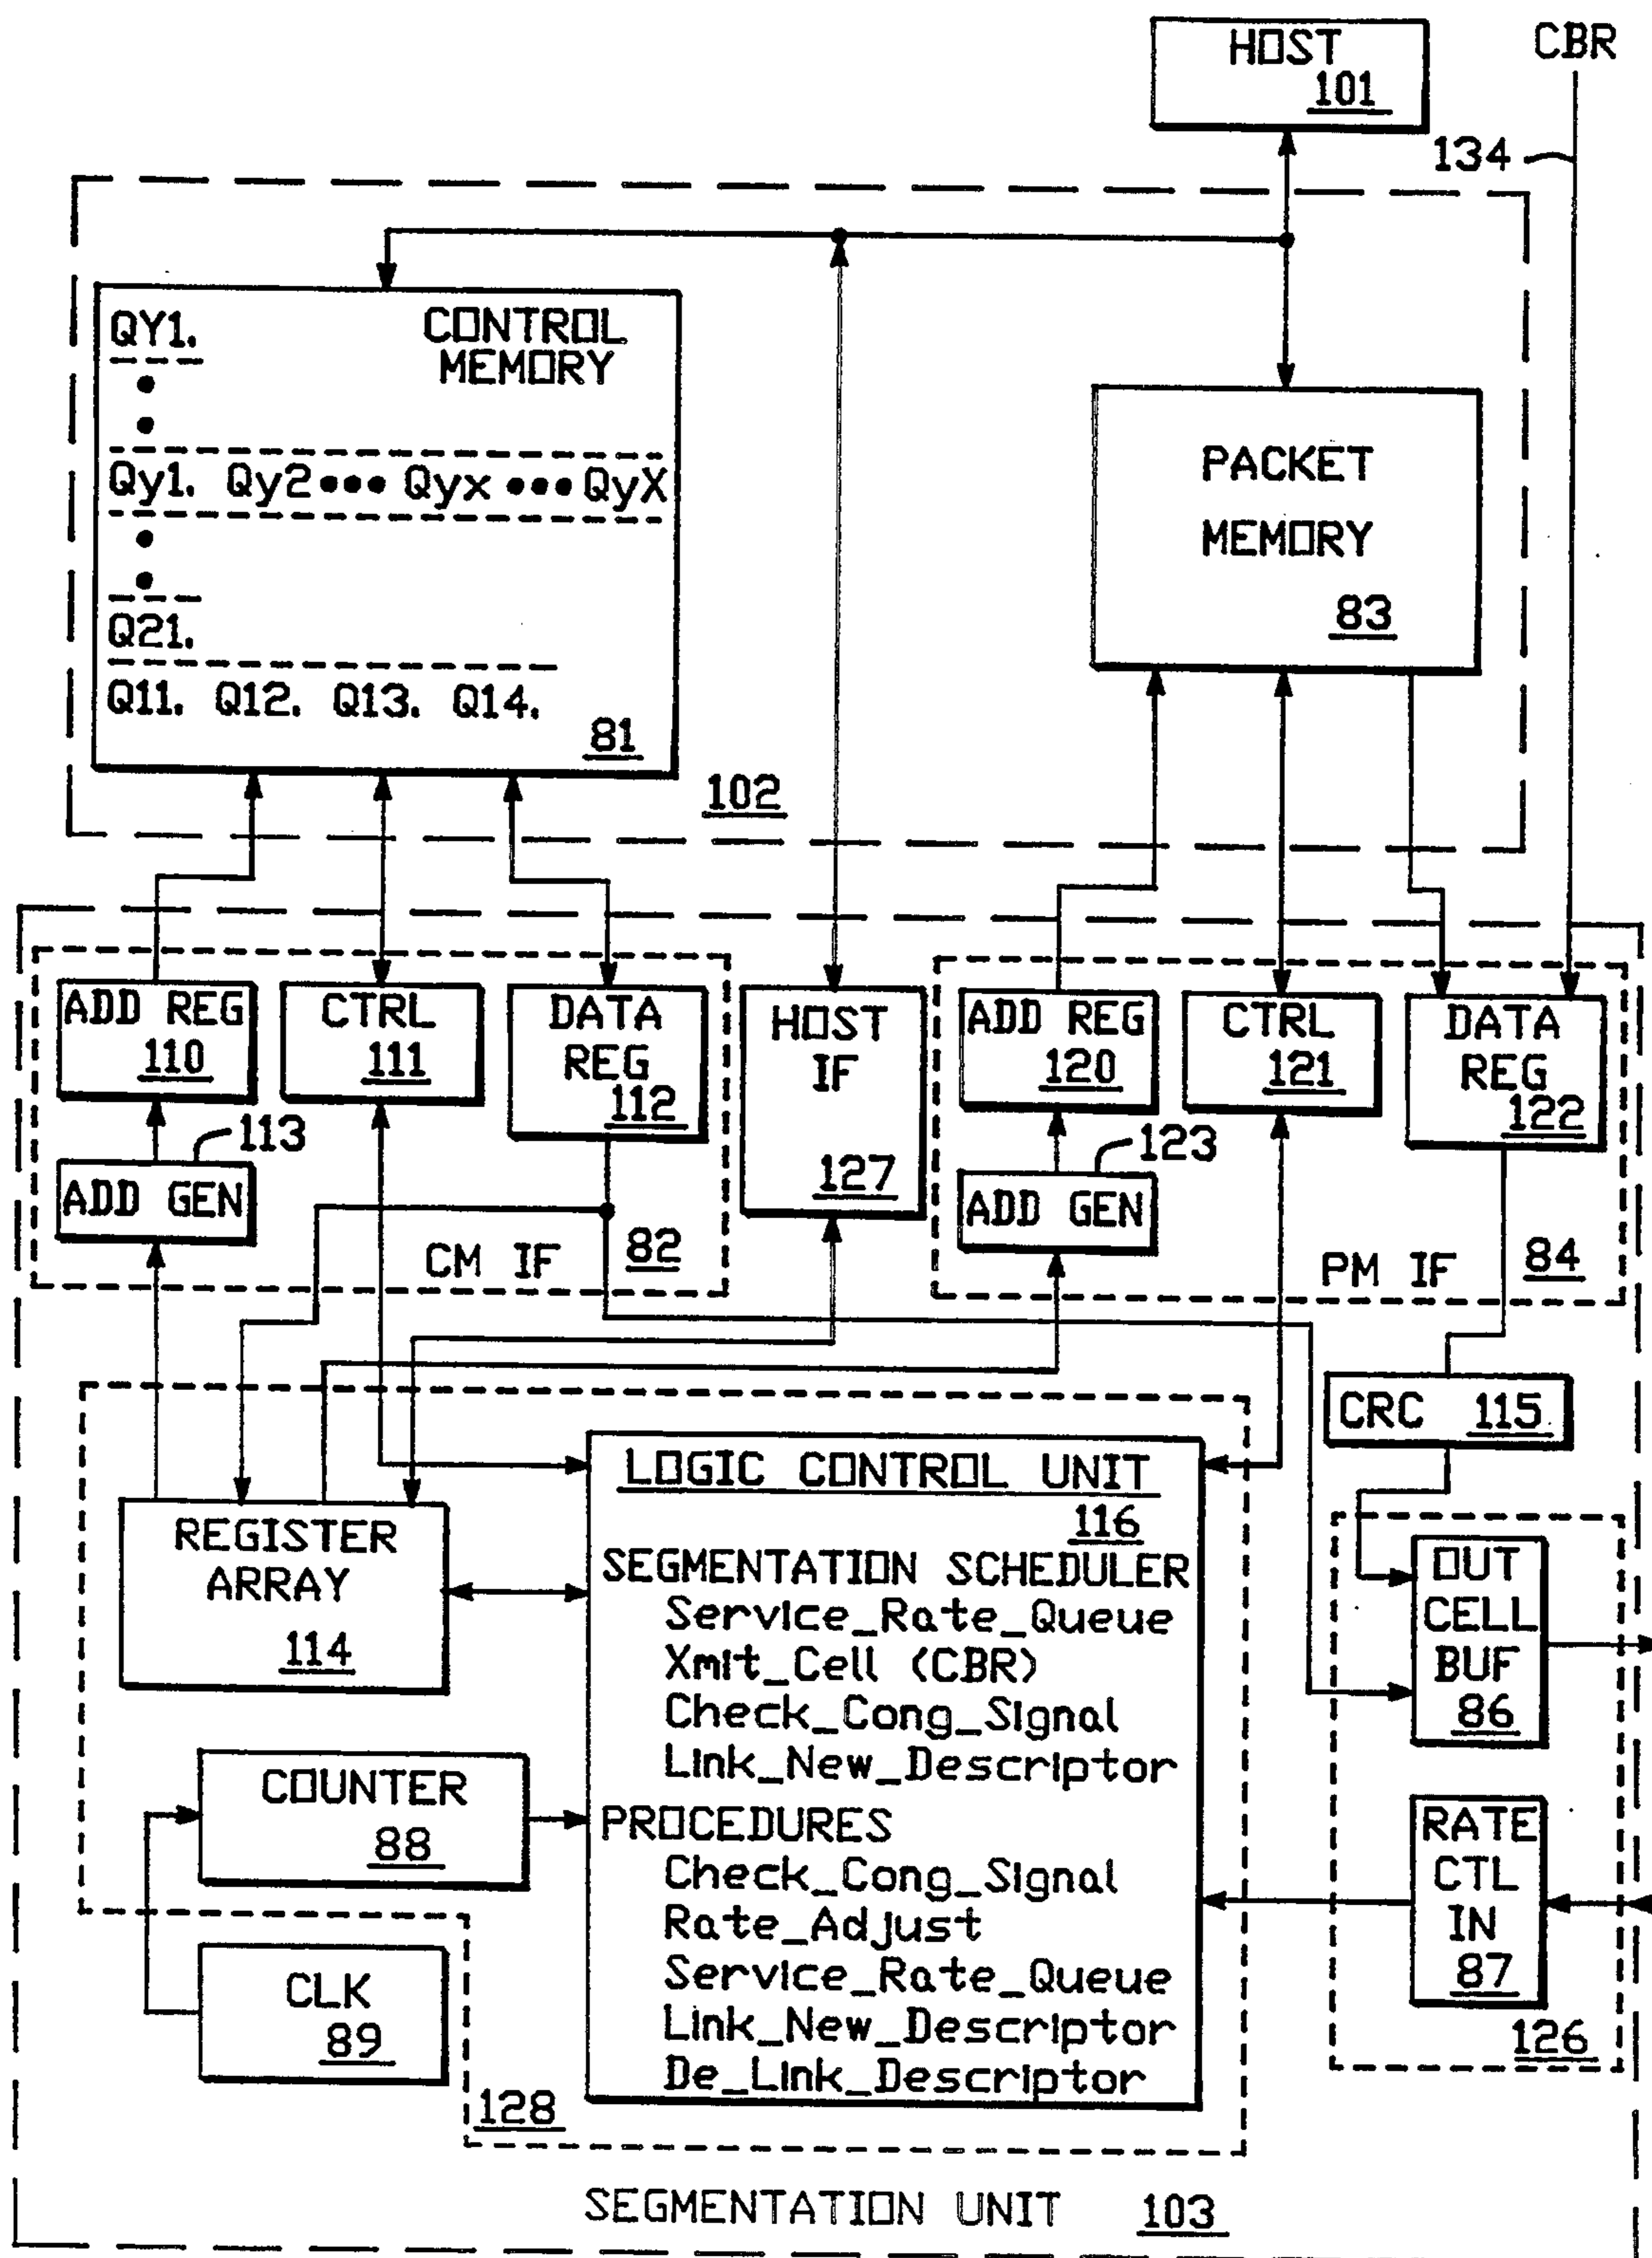 HOST
101
CBR
134
CONTROL
MEMORY
QY1.
Qy1. Qy2 ••• Qyx ••• QyX
Q21.
Q11. Q12. Q13. Q14.
81
PACKET
MEMORY
83
102
ADD REG
110
CTRL
111
DATA
REG
112
113
ADD GEN
CM IF
82
HOST
IF
127
ADD REG
120
CTRL
121
DATA
REG
122
123
ADD GEN
PM IF
84
CRC 115
REGISTER
ARRAY
114
LOGIC CONTROL UNIT
116
SEGMENTATION SCHEDULER
Service_Rate_Queue
Xmit_Cell (CBR)
Check_Cong_Signal
Link_New_Descriptor
PROCEDURES
Check_Cong_Signal
Rate_Adjust
Service_Rate_Queue
Link_New_Descriptor
De_Link_Descriptor
OUT
CELL
BUF
86
COUNTER
88
CLK
89
RATE
CTL
IN
87
126
128
SEGMENTATION UNIT 103